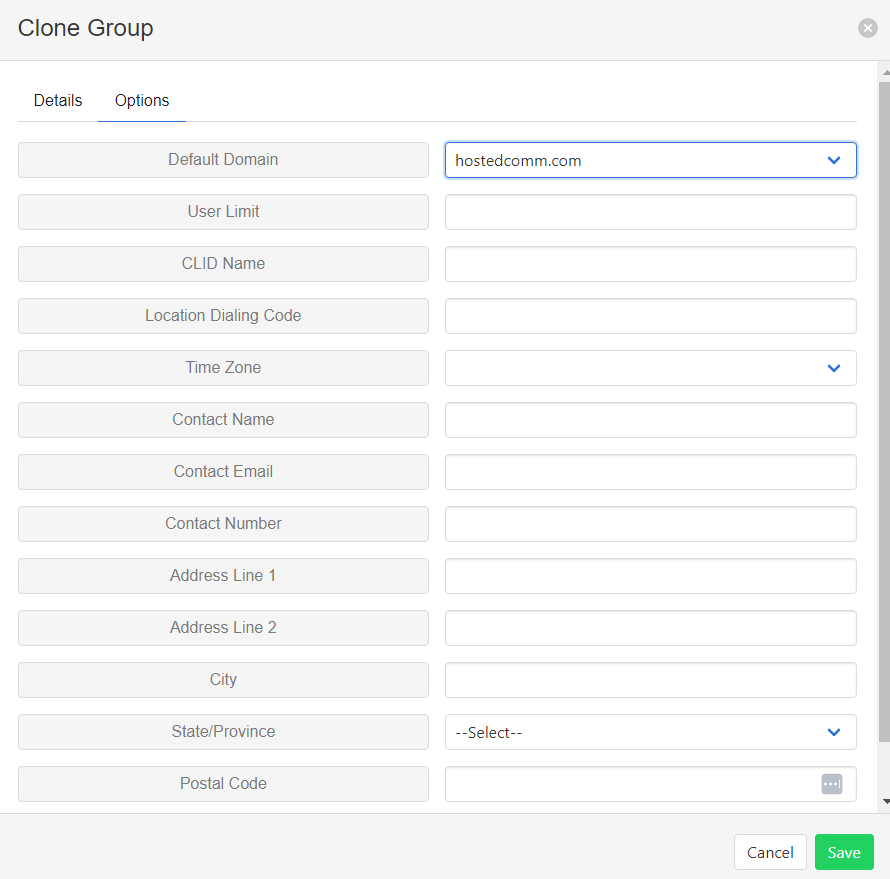 Clone Group
Details Options
Default Domain hostedcomm.com
User Limit
CLID Name
Location Dialing Code
Time Zone
Contact Name
Contact Email
Contact Number
Address Line 1
Address Line 2
City
State/Province --Select--
Postal Code
Cancel Save